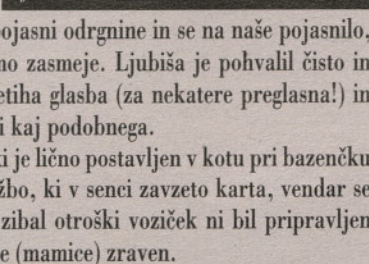 ojasni odrgnine in se na naše pojasnilo,
no zasmeje. Ljubiša je pohvalil čisto in
etiha glasba (za nekatere preglasna!) in
i kaj podobnega.
i je lično postavljen v kotu pri bazenčku
žbo, ki v senci zavzeto karta, vendar se
zibal otroški voziček ni bil pripravljen
e (mamice) zraven.